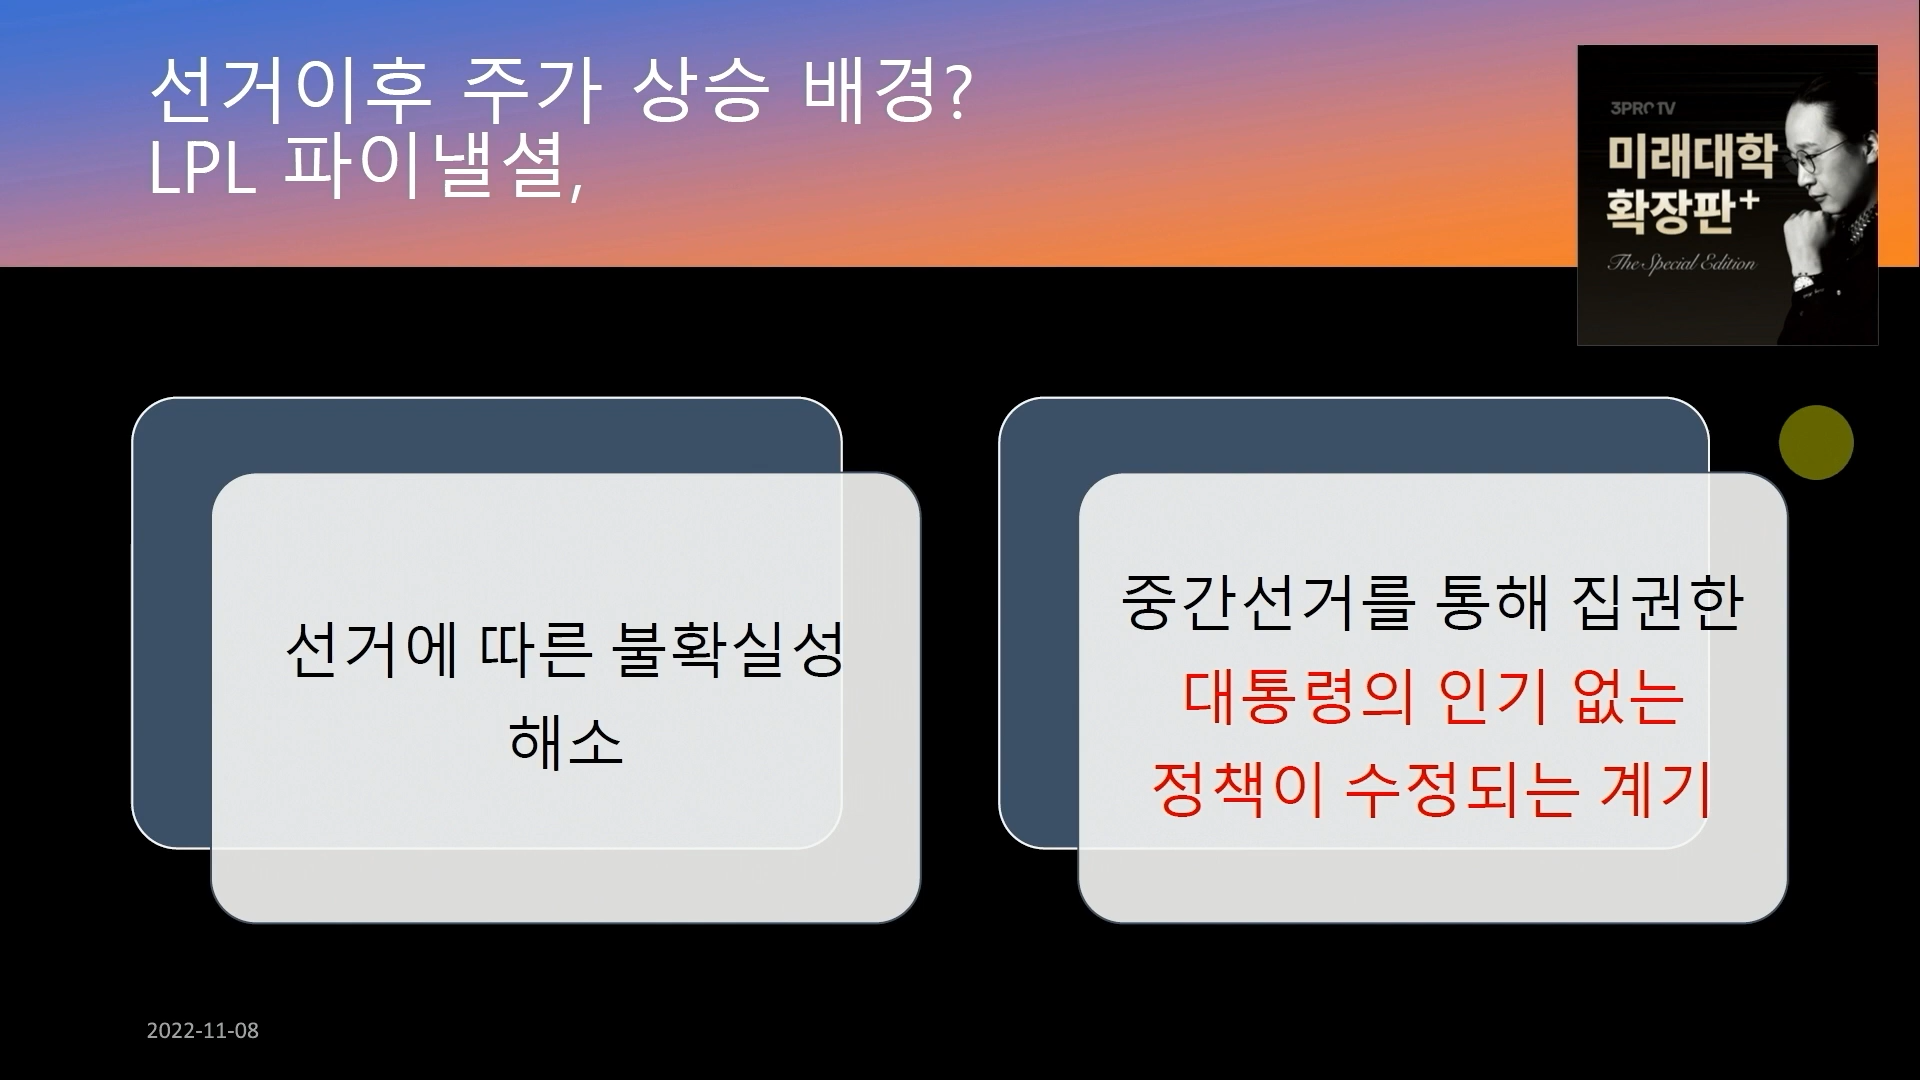 선거이후 주가 상승 배경?
LPL 파이낼셜,
3PRO TV
미래대학
확장판+
The Special Edition
선거에 따른 불확실성
해소
중간선거를 통해 집권한
대통령의 인기 없는
정책이 수정되는 계기
2022-11-08